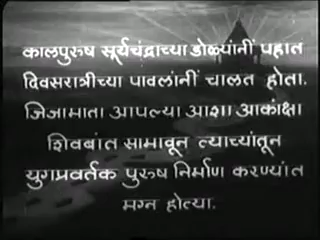 कालपुरुष सूर्यचंद्राच्या डोळ्यांनीं पहात
दिवसरात्रीच्या पावलांनीं चालत होता.
जिजामाता आपल्या आशा आकांक्षा
शिवबांत सामावून त्याच्यांतून
युगप्रवर्तक पुरुष निर्माण करण्यांत
मग्न होत्या.